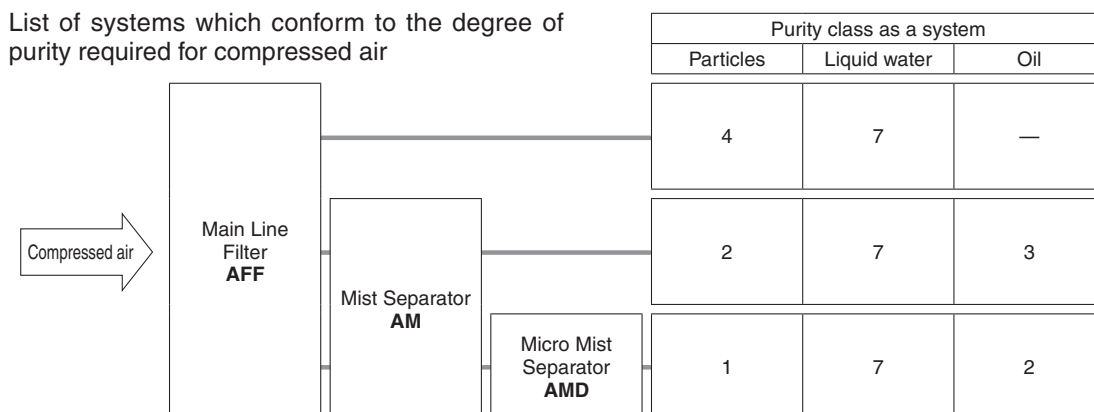 List of systems which conform to the degree of
purity required for compressed air
Purity class as a system
Particles Liquid water Oil
4 7 —
Compressed air
Main Line
Filter
AFF
2 7 3
Mist Separator
AM
Micro Mist
Separator
AMD
1 7 2